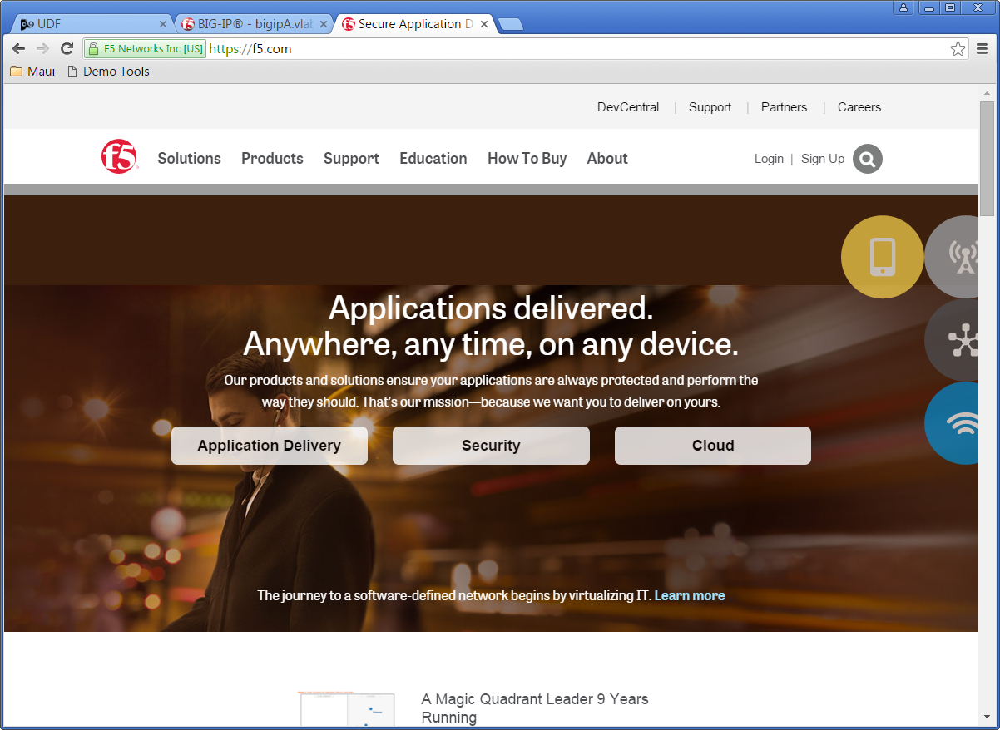 UDF
BIG-IP® - bigipA.vlab
Secure Application D
F5 Networks Inc [US]
https://f5.com
Maui
Demo Tools
DevCentral | Support | Partners | Careers
f5
Solutions
Products
Support
Education
How To Buy
About
Login | Sign Up
Applications delivered.
Anywhere, any time, on any device.
Our products and solutions ensure your applications are always protected and perform the
way they should. That's our mission—because we want you to deliver on yours.
Application Delivery
Security
Cloud
The journey to a software-defined network begins by virtualizing IT. Learn more
A Magic Quadrant Leader 9 Years
Running